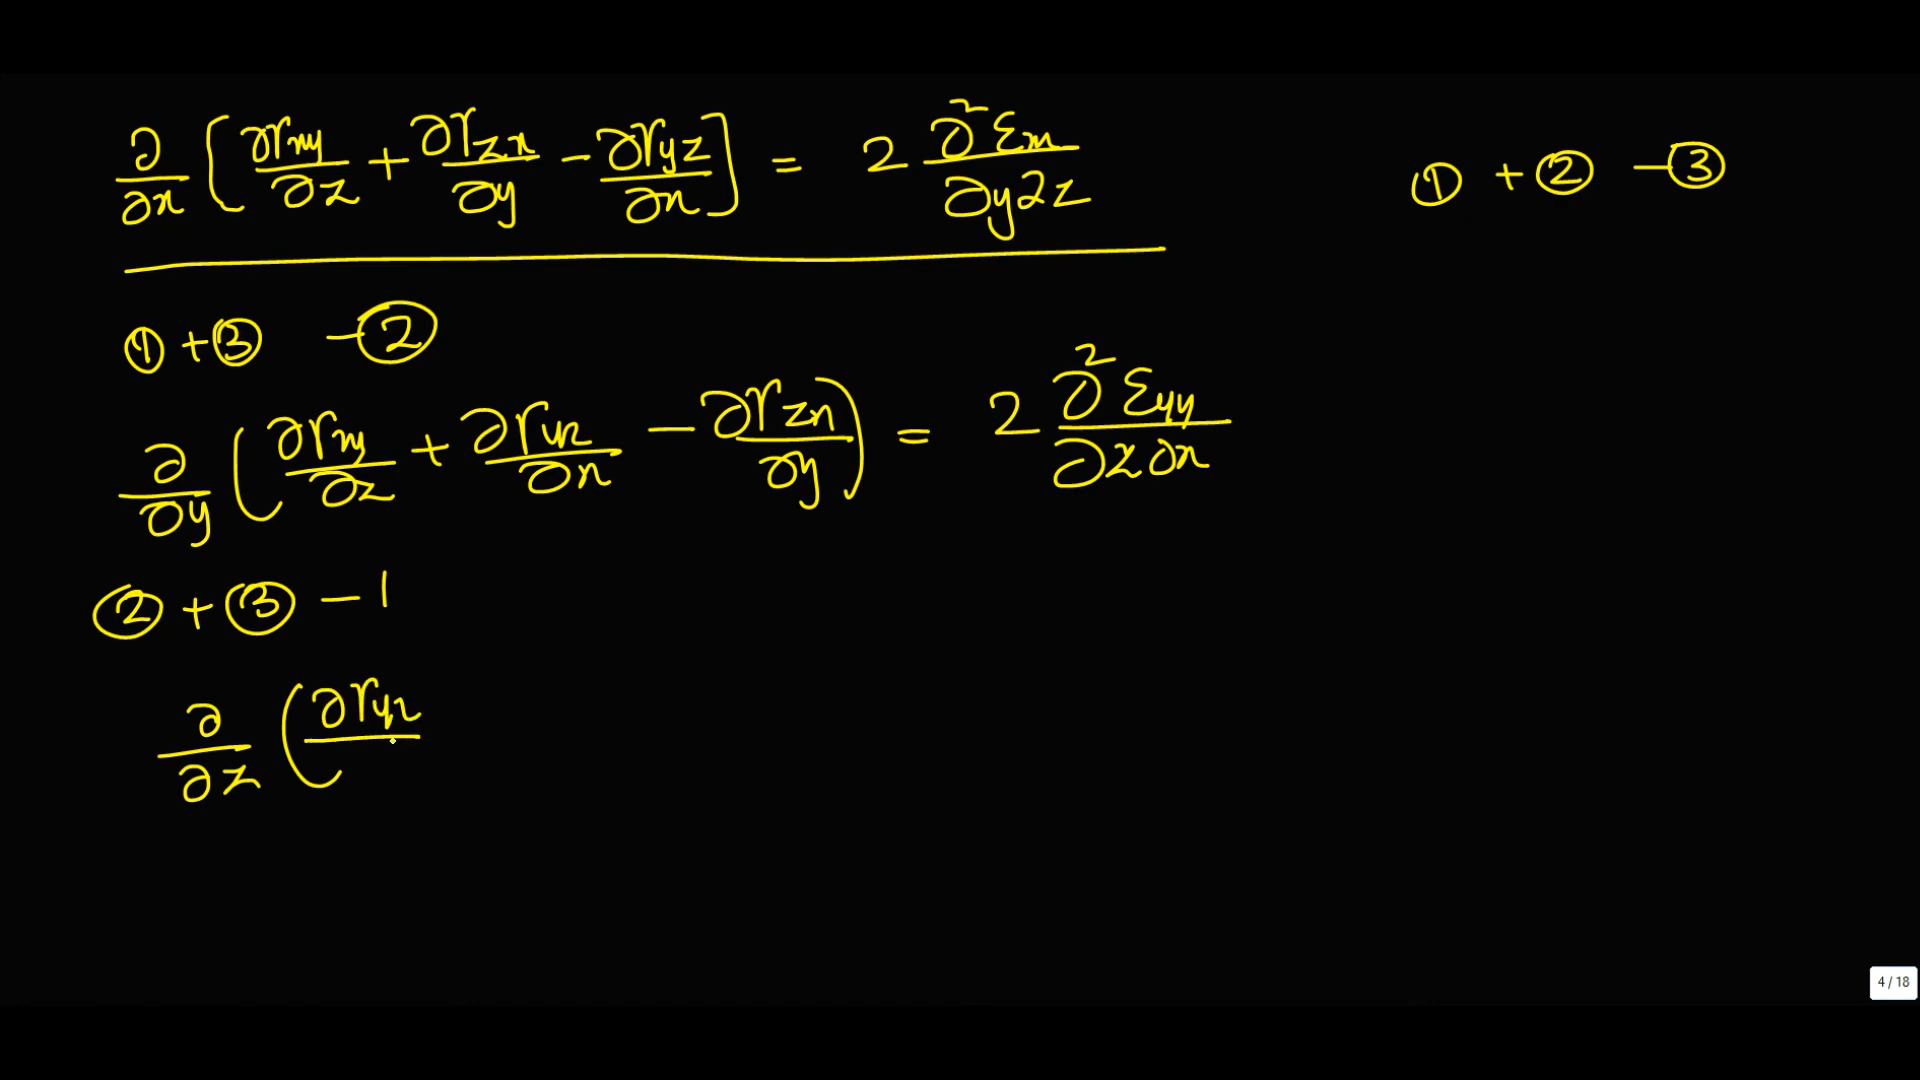 ∂/∂x [∂γxy/∂z + ∂γzx/∂y − ∂γyz/∂x] = 2 ∂²εxx/∂y∂z ① + ② − ③
① + ③ − ②
∂/∂y (∂γxy/∂z + ∂γyz/∂x − ∂γzx/∂y) = 2 ∂²εyy/∂z∂x
② + ③ − 1
∂/∂z (∂γyz
4 / 18